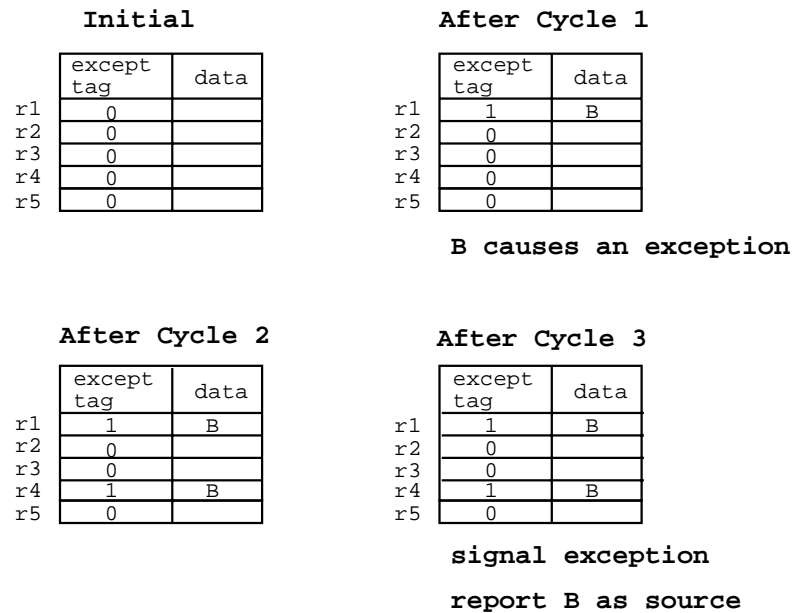 Initial
except tag data
r1 0
r2 0
r3 0
r4 0
r5 0
After Cycle 1
except tag data
r1 1 B
r2 0
r3 0
r4 0
r5 0
B causes an exception
After Cycle 2
except tag data
r1 1 B
r2 0
r3 0
r4 1 B
r5 0
After Cycle 3
except tag data
r1 1 B
r2 0
r3 0
r4 1 B
r5 0
signal exception
report B as source